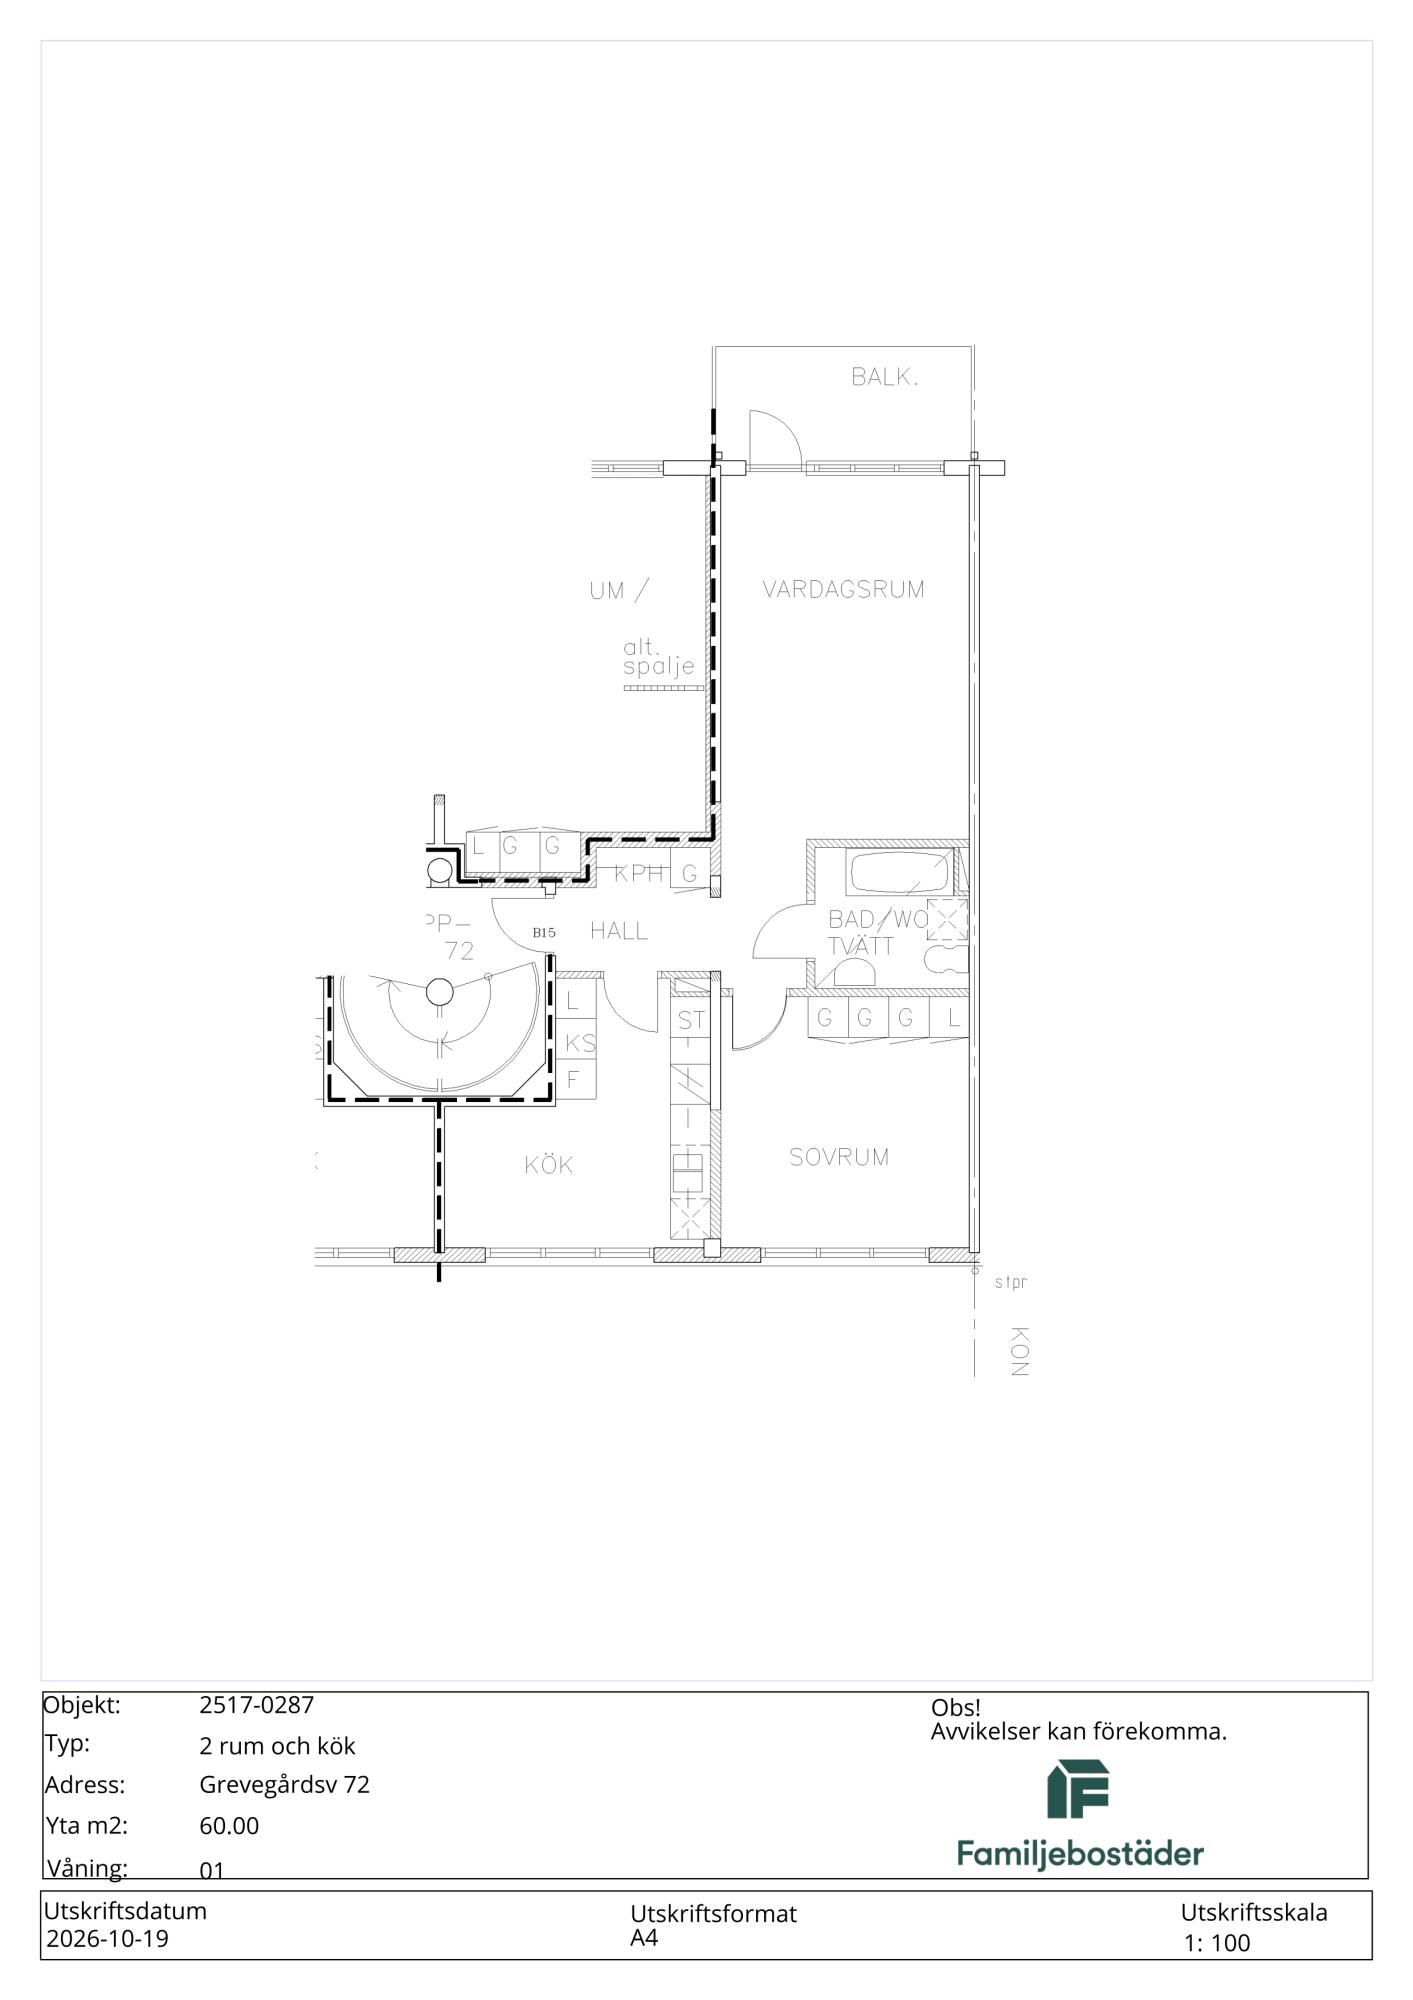 BALK.
UM /
VARDAGSRUM
alt.
spalje
L G G
KPH G
BAD/WC
TVÄTT
PP-
72
B15
HALL
L
KS
F
ST
G G G L
S
KÖK
SOVRUM
stpr
KON
Objekt: 2517-0287
Typ: 2 rum och kök
Adress: Grevegårdsv 72
Yta m2: 60.00
Våning: 01
Obs!
Avvikelser kan förekomma.
Familjebostäder
Utskriftsdatum
2026-10-19
Utskriftsformat
A4
Utskriftsskala
1: 100